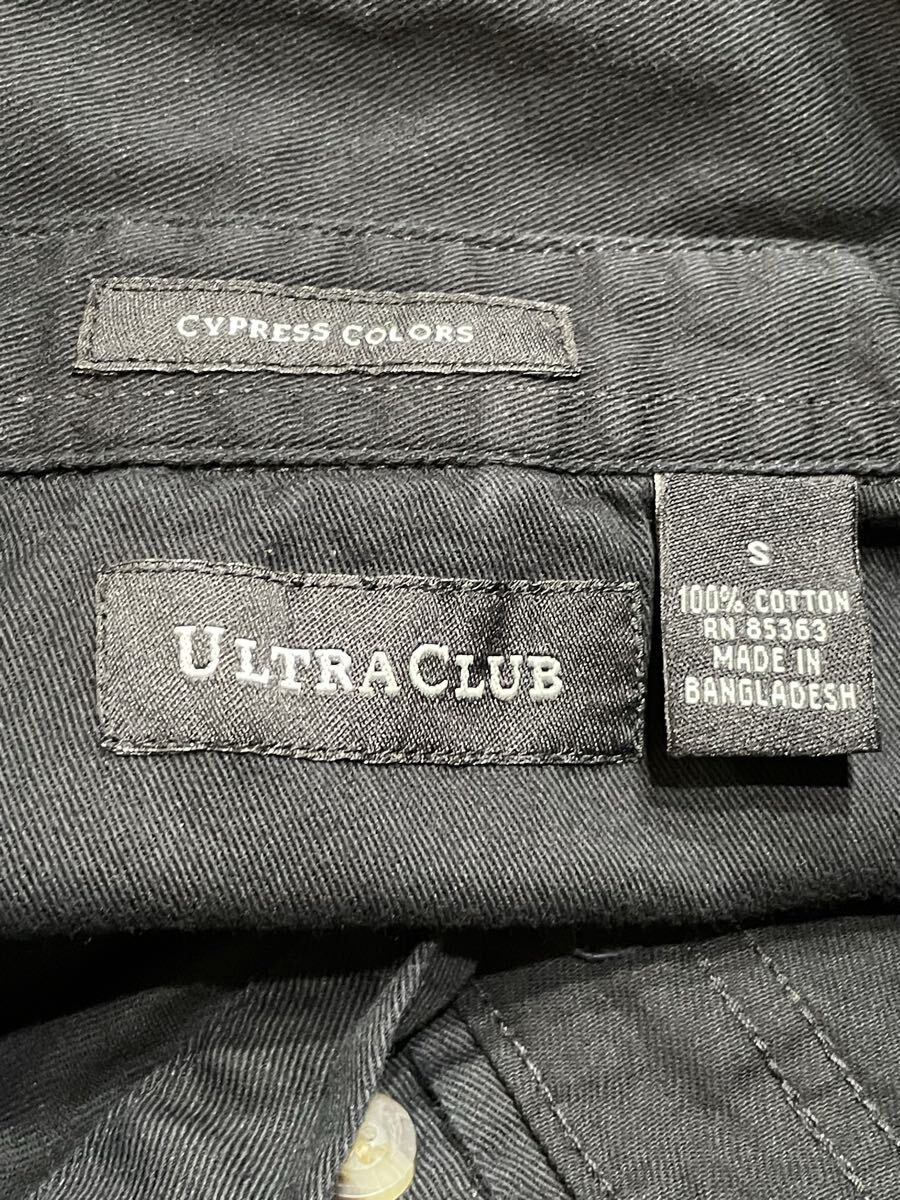 CYPRESS COLORS
ULTRACLUB
S
100% COTTON
RN 85363
MADE IN
BANGLADESH